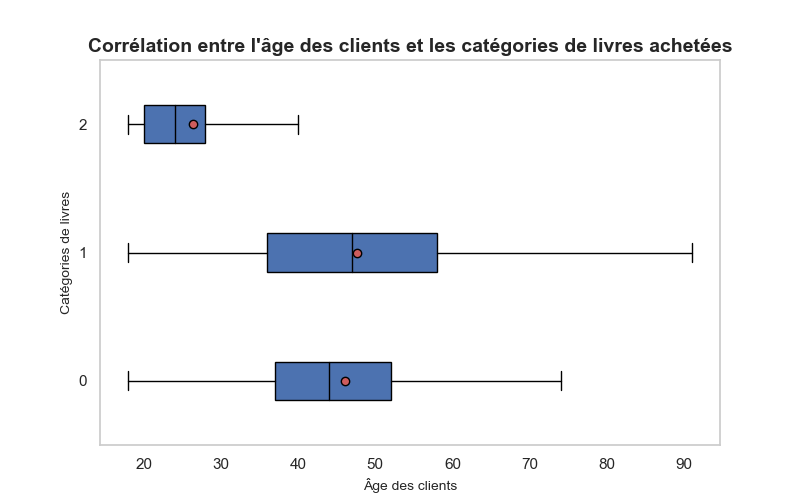 Corrélation entre l'âge des clients et les catégories de livres achetées
Catégories de livres
2
1
0
20 30 40 50 60 70 80 90
Âge des clients